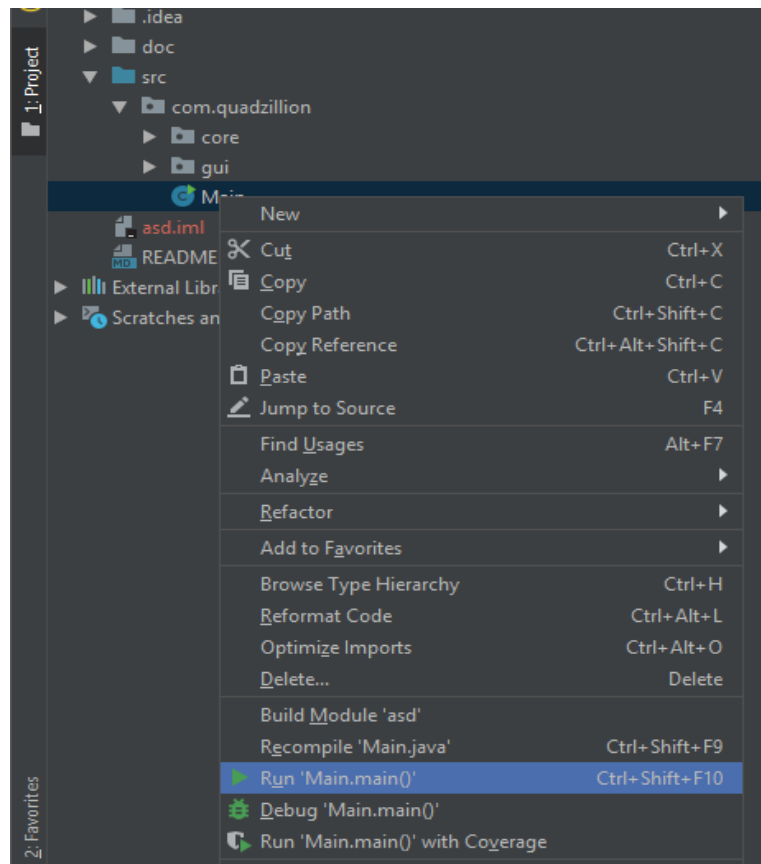 .idea
doc
1: Project
src
com.quadzillion
core
gui
Main
asd.iml
MD README
External Libr
Scratches an
New
Cut Ctrl+X
Copy Ctrl+C
Copy Path Ctrl+Shift+C
Copy Reference Ctrl+Alt+Shift+C
Paste Ctrl+V
Jump to Source F4
Find Usages Alt+F7
Analyze
Refactor
Add to Favorites
Browse Type Hierarchy Ctrl+H
Reformat Code Ctrl+Alt+L
Optimize Imports Ctrl+Alt+O
Delete... Delete
Build Module 'asd'
Recompile 'Main.java' Ctrl+Shift+F9
Run 'Main.main()' Ctrl+Shift+F10
Debug 'Main.main()'
Run 'Main.main()' with Coverage
2: Favorites